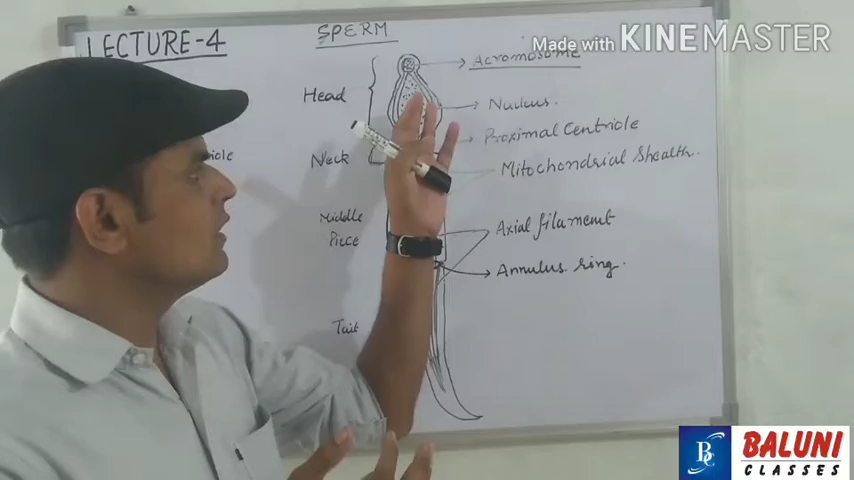 LECTURE-4
SPERM
Made with KINEMASTER
Acromosome
Head
Nucleus.
Proximal Centriole
Neck
Mitochondrial Shealth.
Middle
Piece
Axial filament
Annulus ring.
Tail
BALUNI
CLASSES